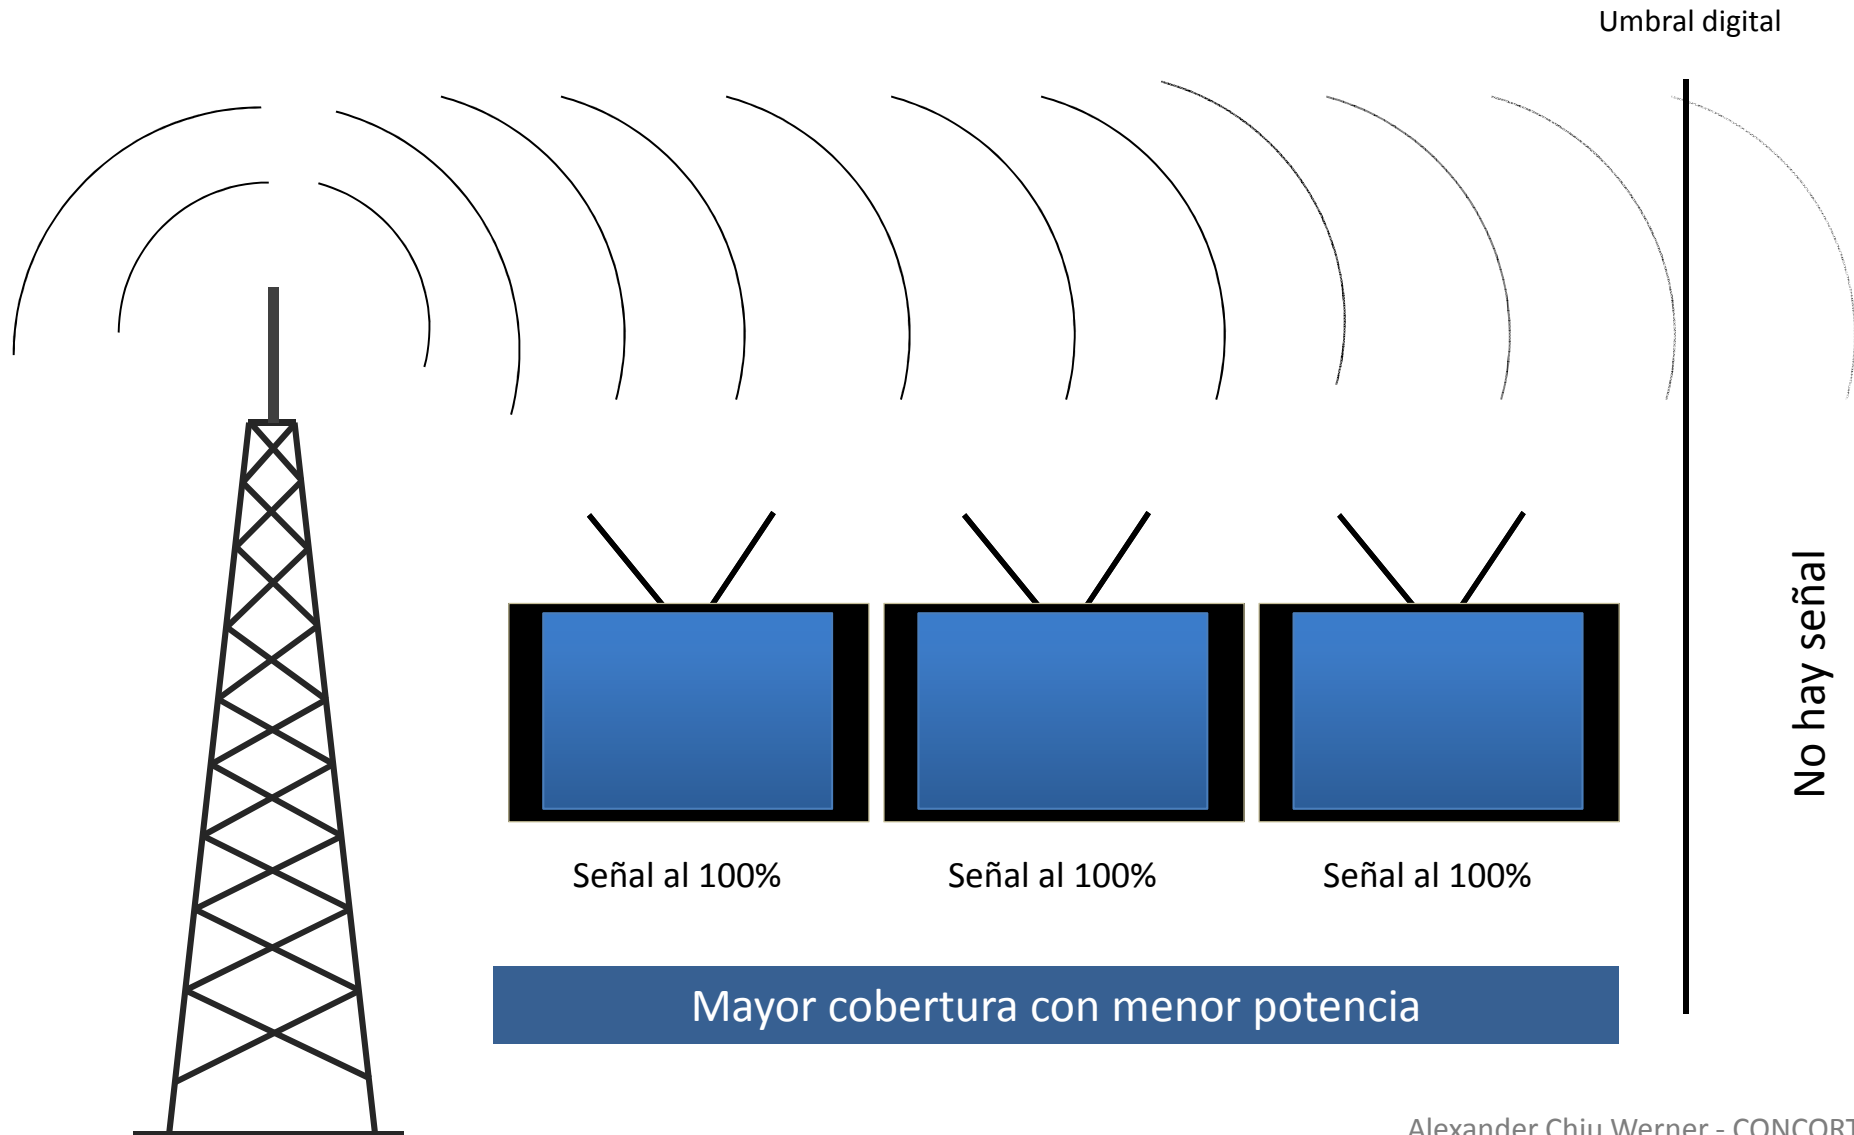 Umbral digital
No hay señal
Señal al 100%
Señal al 100%
Señal al 100%
Mayor cobertura con menor potencia
Alexander Chiu Werner - CONCORT